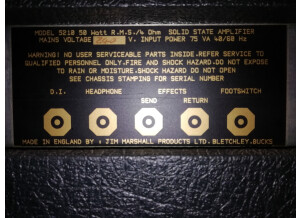 MODEL 5210 50 Watt R.M.S./4 Ohm SOLID STATE AMPLIFIER
MAINS VOLTAGE V. INPUT POWER 75 VA 40/60 Hz
WARNING! NO USER SERVICEABLE PARTS INSIDE.REFER SERVICE TO
QUALIFIED PERSONNEL ONLY.FIRE AND SHOCK HAZARD.DO NOT EXPOSE
TO RAIN OR MOISTURE.SHOCK HAZARD DO NOT OPEN
SEE CHASSIS STAMPING FOR SERIAL NUMBER
D.I. HEADPHONE EFFECTS FOOTSWITCH
SEND RETURN
MADE IN ENGLAND BY : JIM MARSHALL PRODUCTS LTD. BLETCHLEY.BUCKS